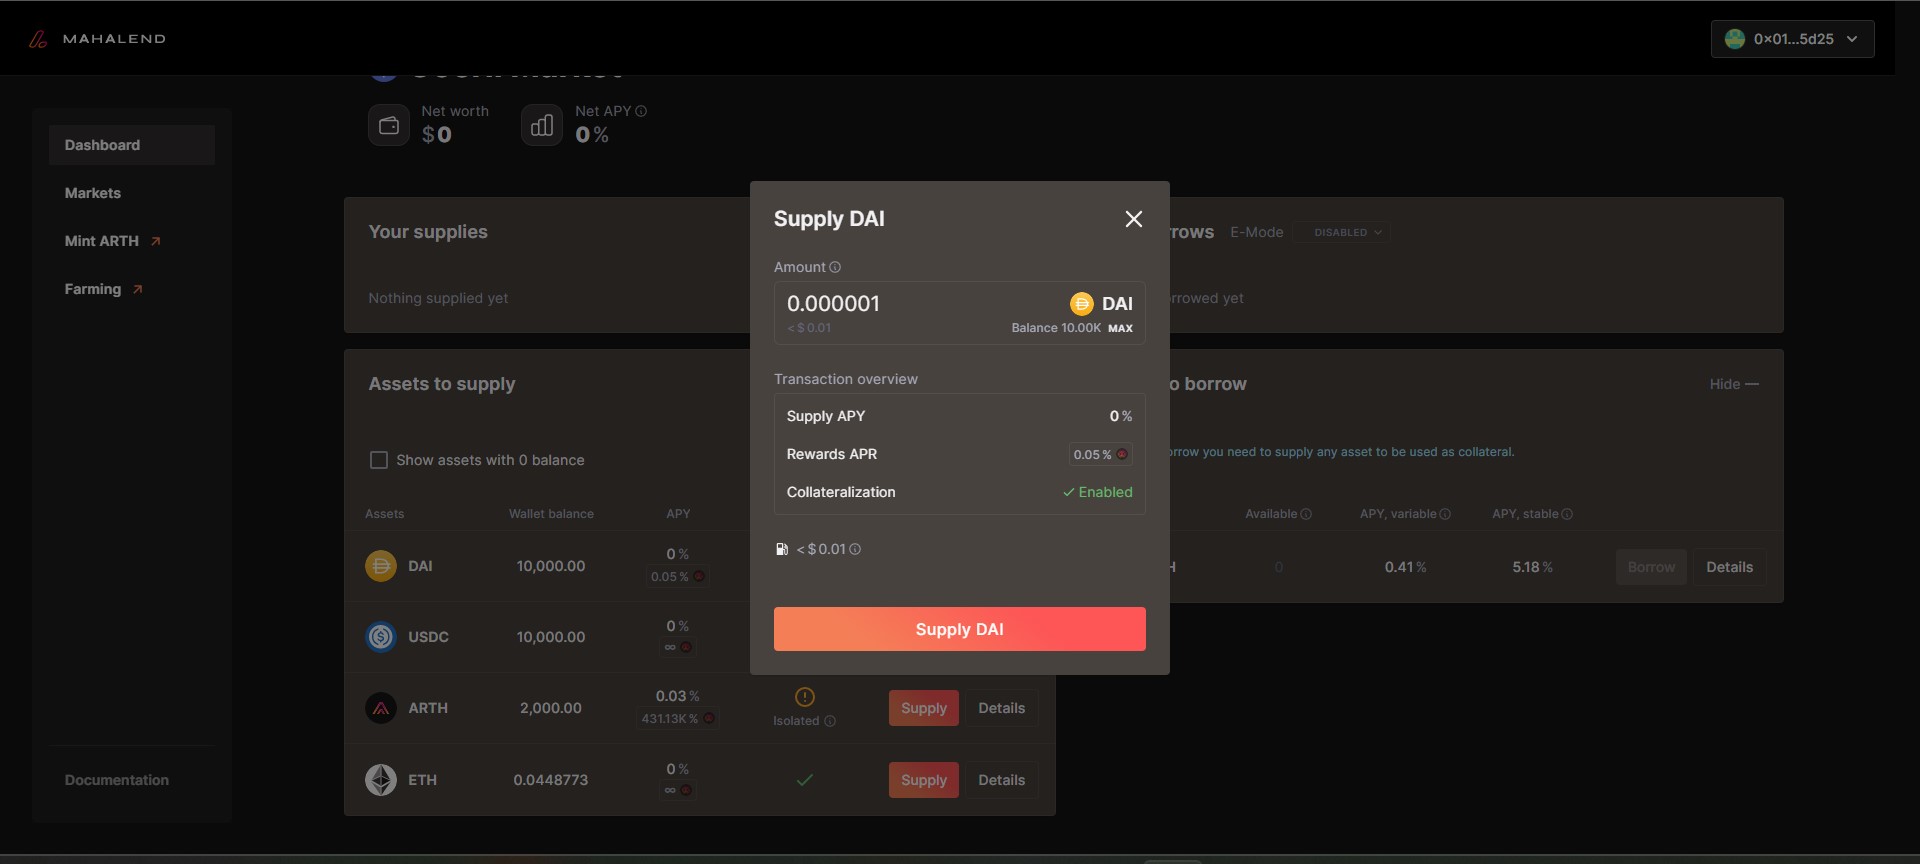 MAHALEND
0×01...5d25
Net worth
$0
Net APY
0 %
Dashboard
Markets
Mint ARTH
Farming
Documentation
Your supplies
Nothing supplied yet
E-Mode
DISABLED
Assets to supply
Show assets with 0 balance
Assets
Wallet balance
APY
DAI
10,000.00
0 %
0.05 %
USDC
10,000.00
0 %
∞
ARTH
2,000.00
0.03 %
431.13K %
Isolated
Supply
Details
ETH
0.0448773
0 %
∞
Supply
Details
Supply DAI
Amount
0.000001
DAI
< $ 0.01
Balance 10.00K MAX
Transaction overview
Supply APY
0 %
Rewards APR
0.05 %
Collateralization
Enabled
< $ 0.01
Supply DAI
borrow
Hide
you need to supply any asset to be used as collateral.
Available
APY, variable
APY, stable
0
0.41 %
5.18 %
Borrow
Details